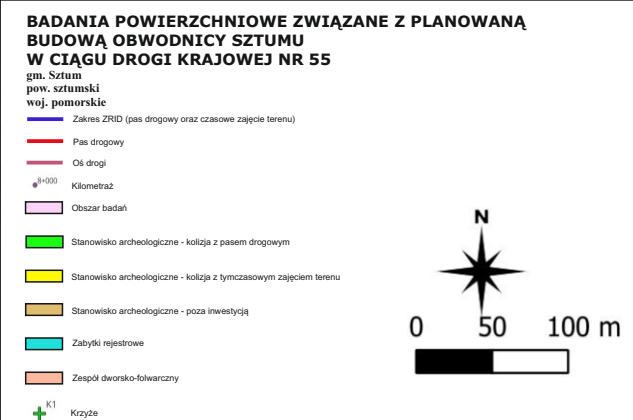 BADANIA POWIERZCHNIOWE ZWIĄZANE Z PLANOWANĄ
BUDOWĄ OBWODNICY SZTUMU
W CIĄGU DROGI KRAJOWEJ NR 55
gm. Sztum
pow. sztumski
woj. pomorskie
Zakres ZRID (pas drogowy oraz czasowe zajęcie terenu)
Pas drogowy
Oś drogi
8+000 Kilometraż
Obszar badań
Stanowisko archeologiczne - kolizja z pasem drogowym
Stanowisko archeologiczne - kolizja z tymczasowym zajęciem terenu
Stanowisko archeologiczne - poza inwestycją
Zabytki rejestrowe
Zespół dworsko-folwarczny
K1 Krzyże
N
0 50 100 m